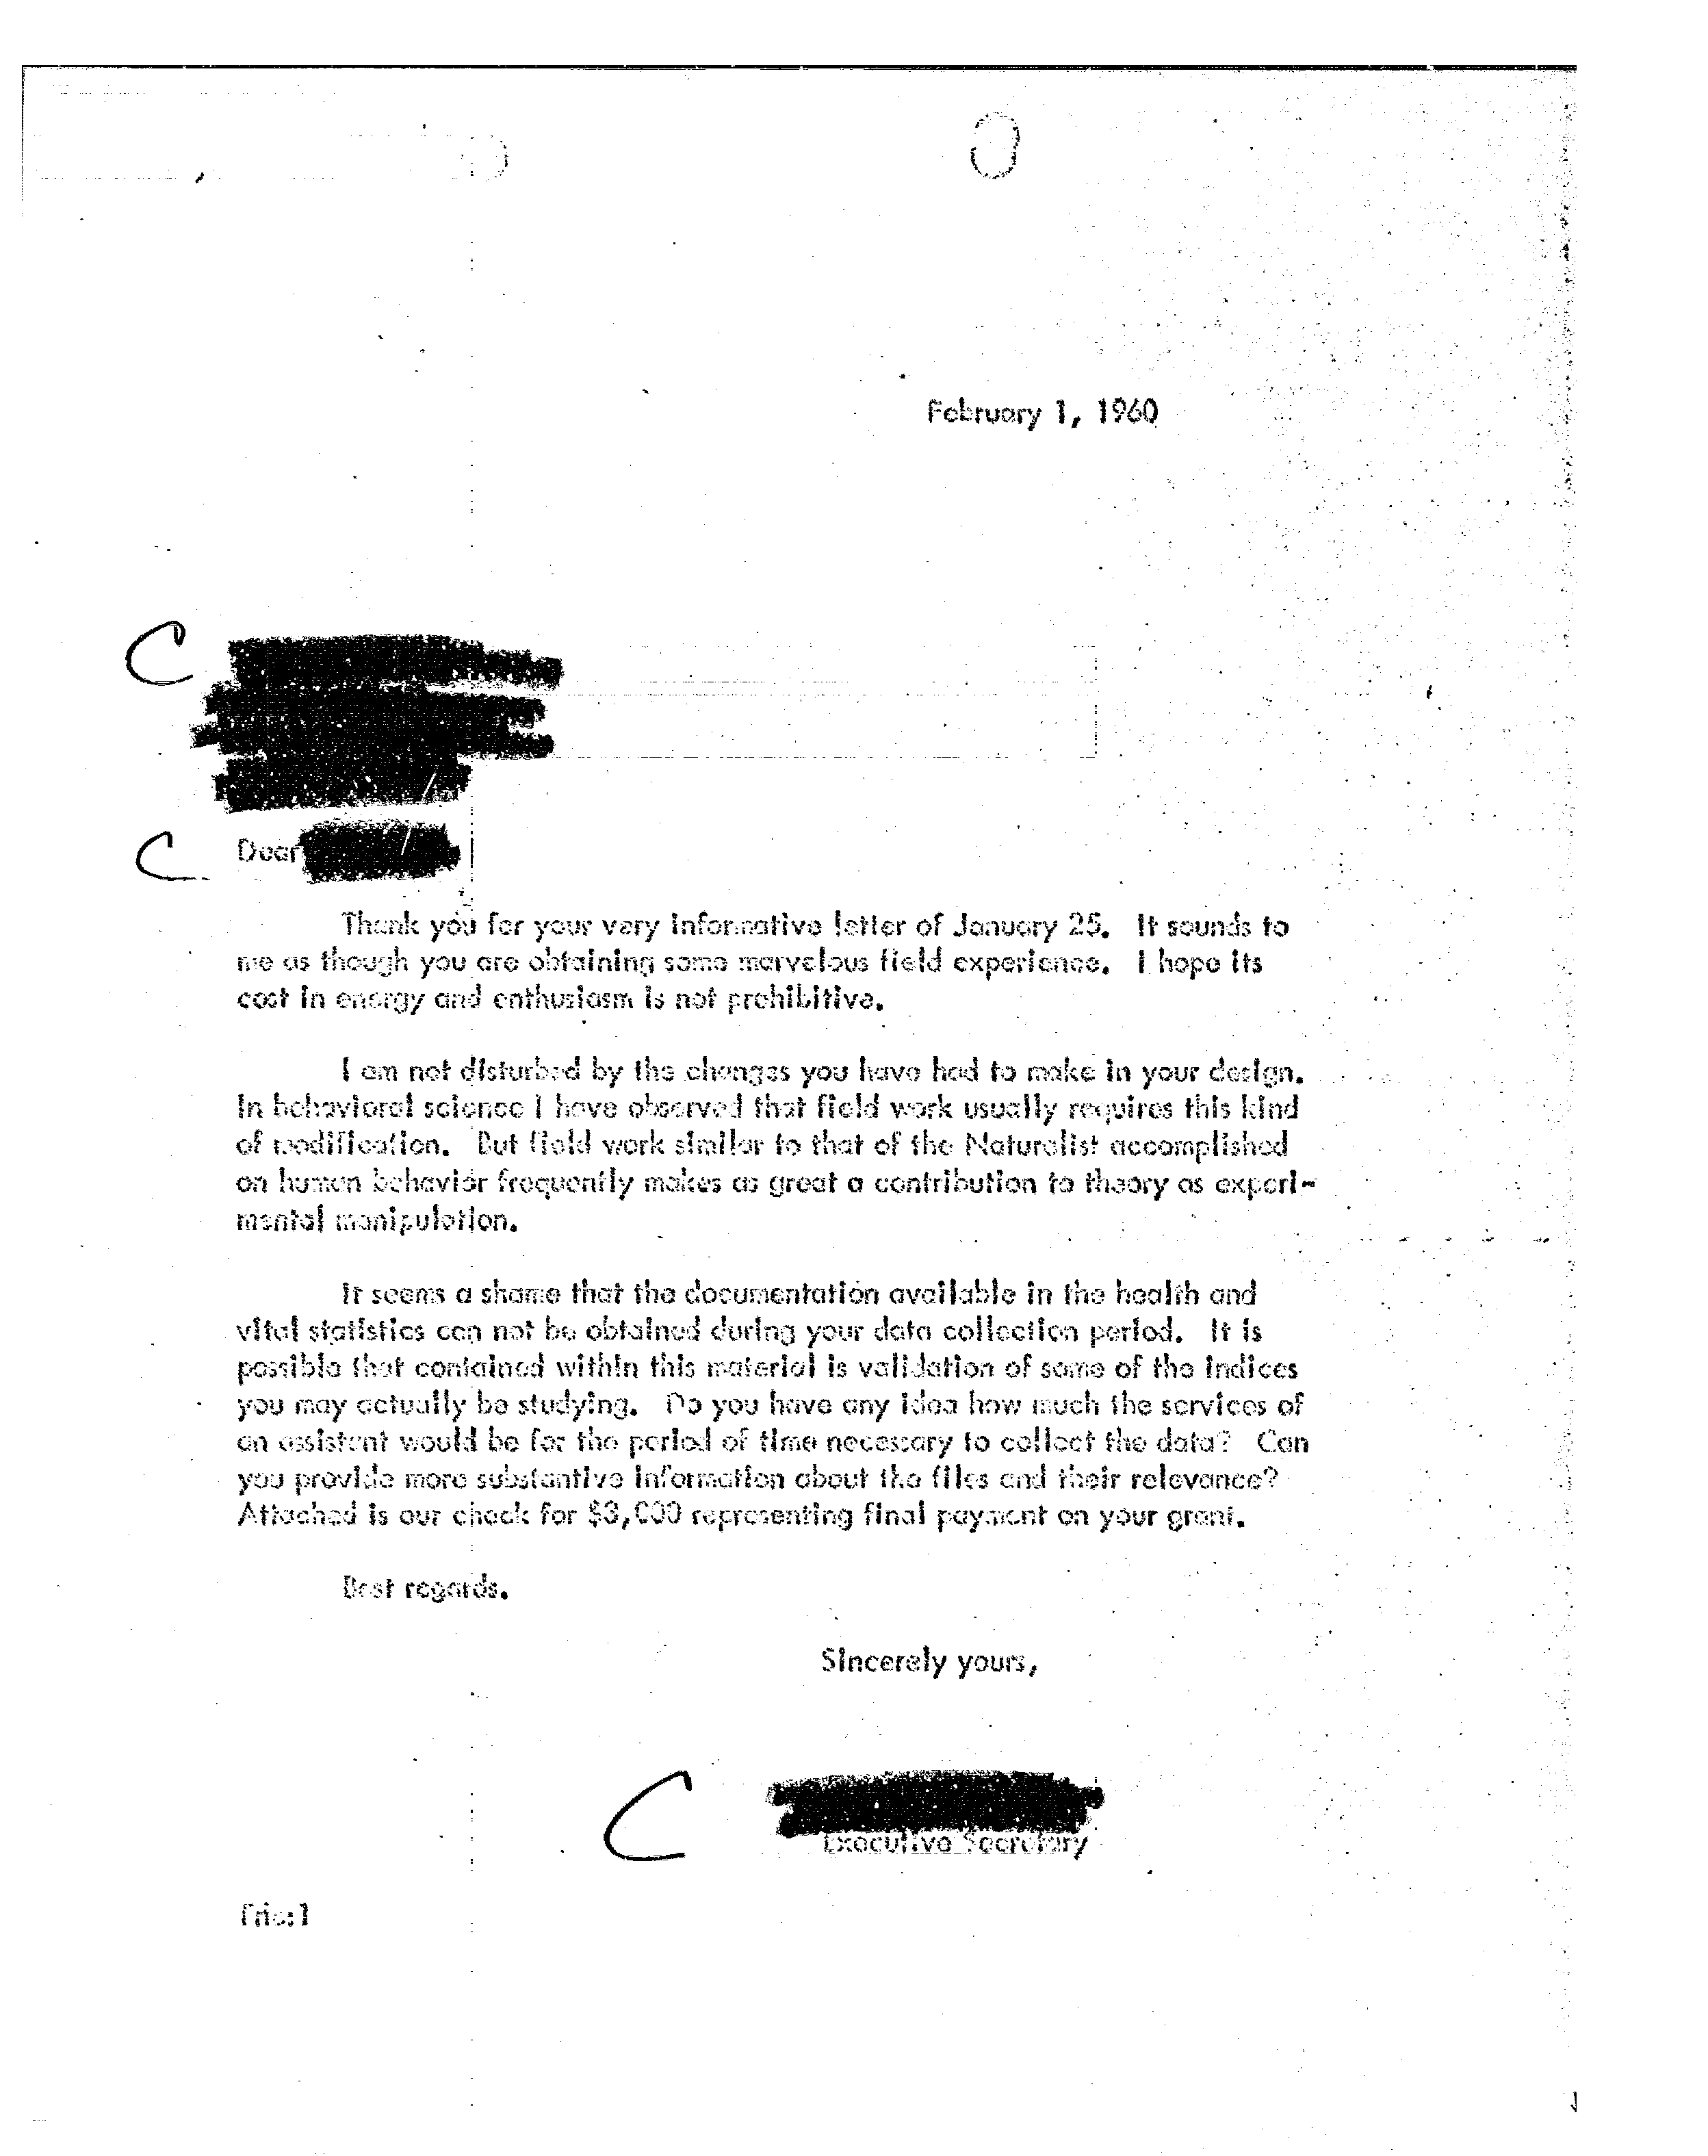 February 1, 1960
C
C Dear
Thank you for your very informative letter of January 25. It sounds to
me as though you are obtaining some marvelous field experience. I hope its
cost in energy and enthusiasm is not prohibitive.
I am not disturbed by the changes you have had to make in your design.
In behavioral science I have observed that field work usually requires this kind
of modification. But field work similar to that of the Naturalist accomplished
on human behavior frequently makes as great a contribution to theory as experi-
mental manipulation.
It seems a shame that the documentation available in the health and
vital statistics can not be obtained during your data collection period. It is
possible that contained within this material is validation of some of the indices
you may actually be studying. Do you have any idea how much the services of
an assistant would be for the period of time necessary to collect the data? Can
you provide more substantive information about the files and their relevance?
Attached is our check for $3,000 representing final payment on your grant.
Best regards.
Sincerely yours,
C
Executive Secretary